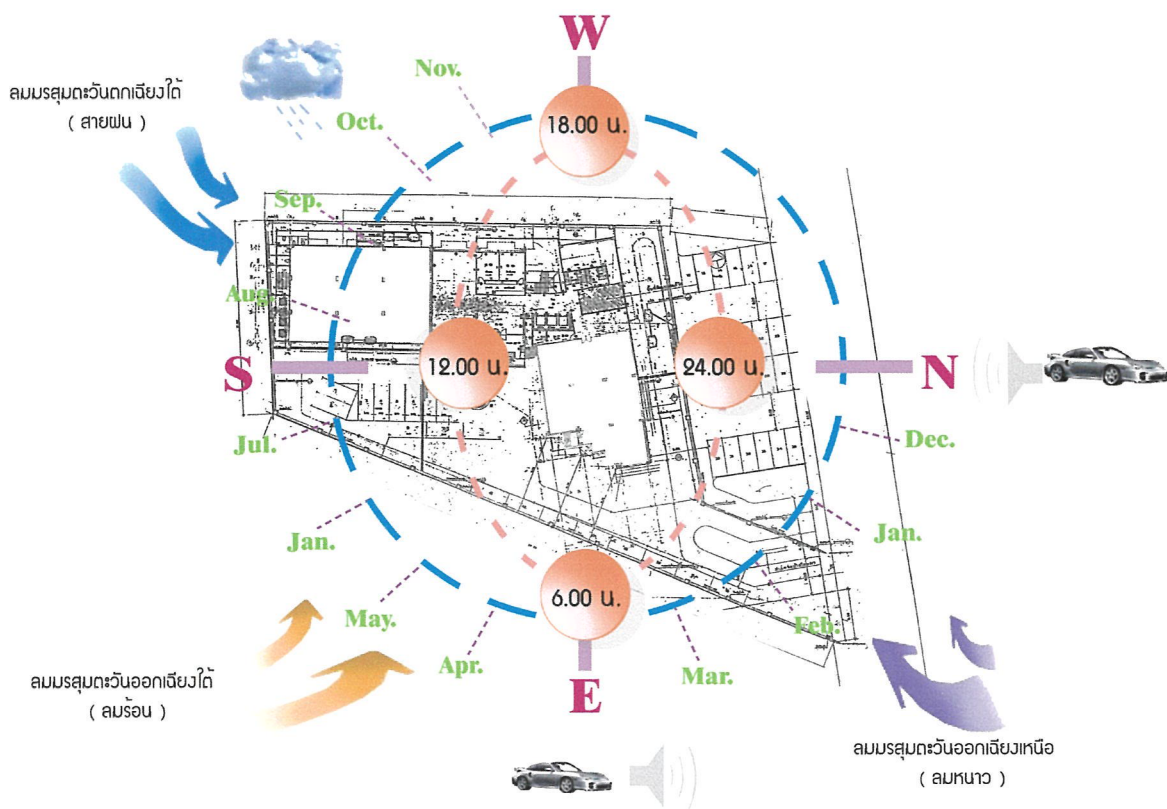 W
ลมมรสุมตะวันตกเฉียงใต้
( สายฝน )
Nov.
Oct.
18.00 น.
Sep.
Aug.
S
12.00 น.
24.00 น.
N
Jul.
Dec.
Jan.
Jan.
May.
6.00 น.
Feb.
Apr.
Mar.
ลมมรสุมตะวันออกเฉียงใต้
( ลมร้อน )
E
ลมมรสุมตะวันออกเฉียงเหนือ
( ลมหนาว )